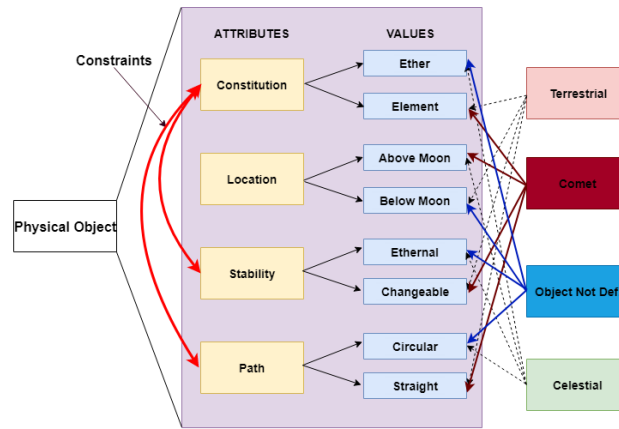 ATTRIBUTES
VALUES
Constraints
Constitution
Ether
Element
Terrestrial
Location
Above Moon
Below Moon
Comet
Physical Object
Stability
Ethernal
Changeable
Object Not Def
Path
Circular
Straight
Celestial